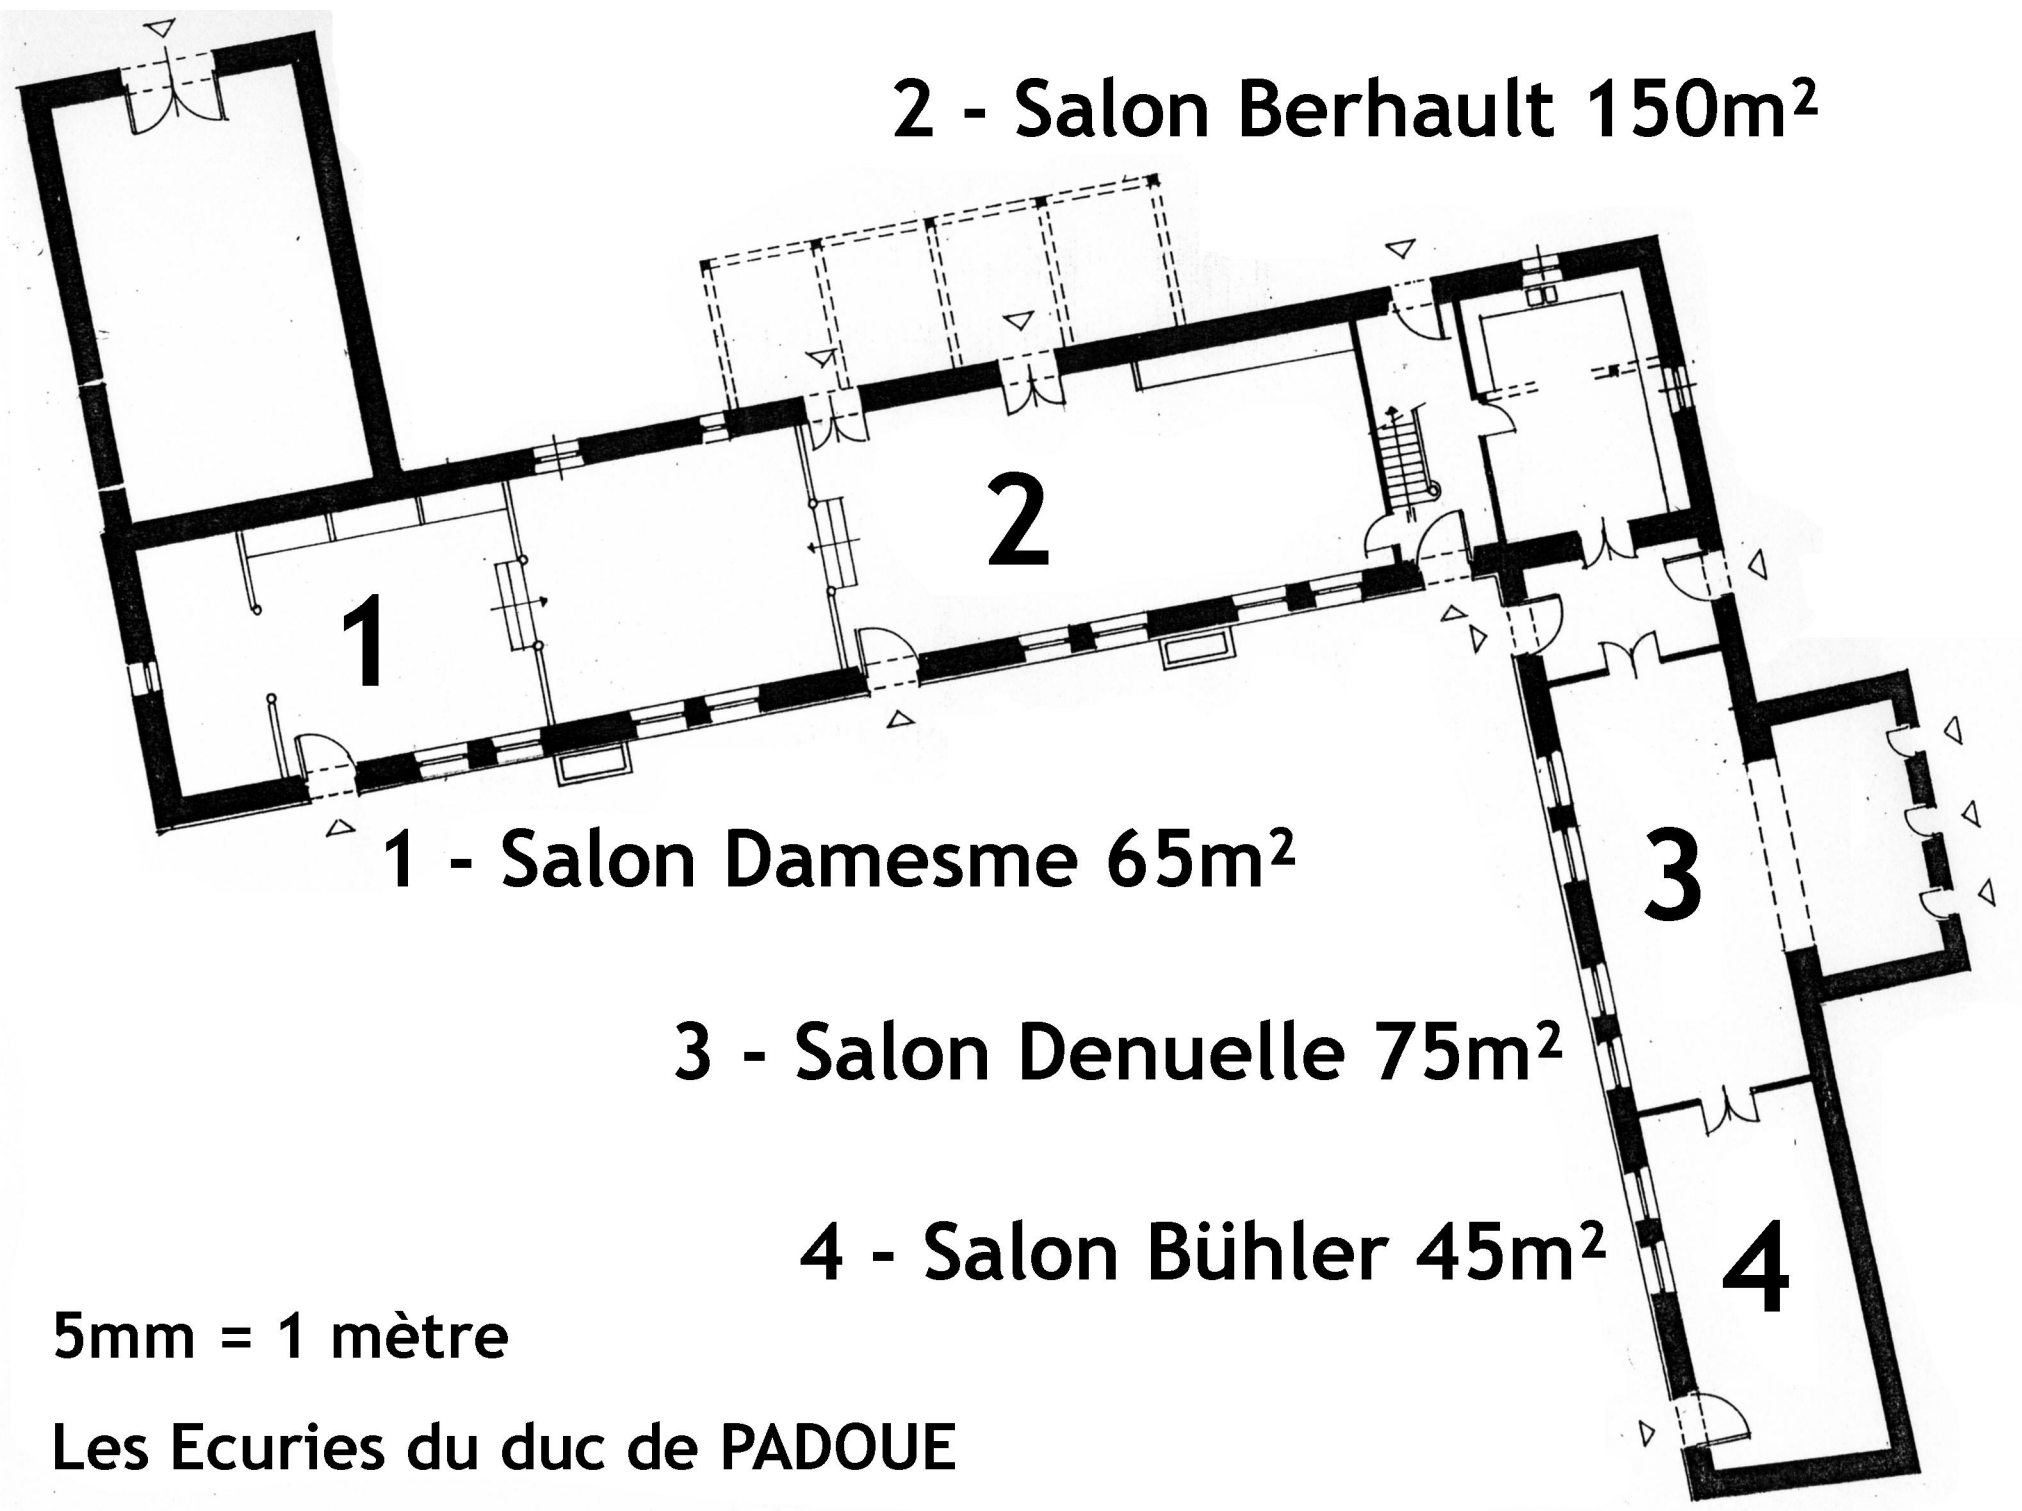 2 - Salon Berhault 150m²
2
1
1 - Salon Damesme 65m²
3
3 - Salon Denuelle 75m²
4 - Salon Bühler 45m²
4
5mm = 1 mètre
Les Ecuries du duc de PADOUE